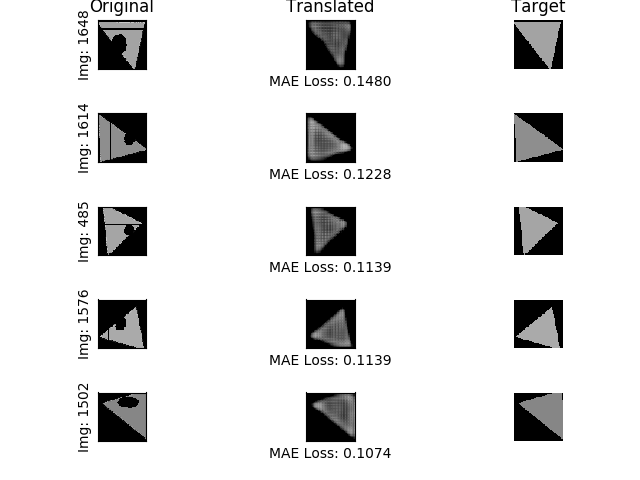 Original Translated Target
Img: 1648
MAE Loss: 0.1480
Img: 1614
MAE Loss: 0.1228
Img: 485
MAE Loss: 0.1139
Img: 1576
MAE Loss: 0.1139
Img: 1502
MAE Loss: 0.1074